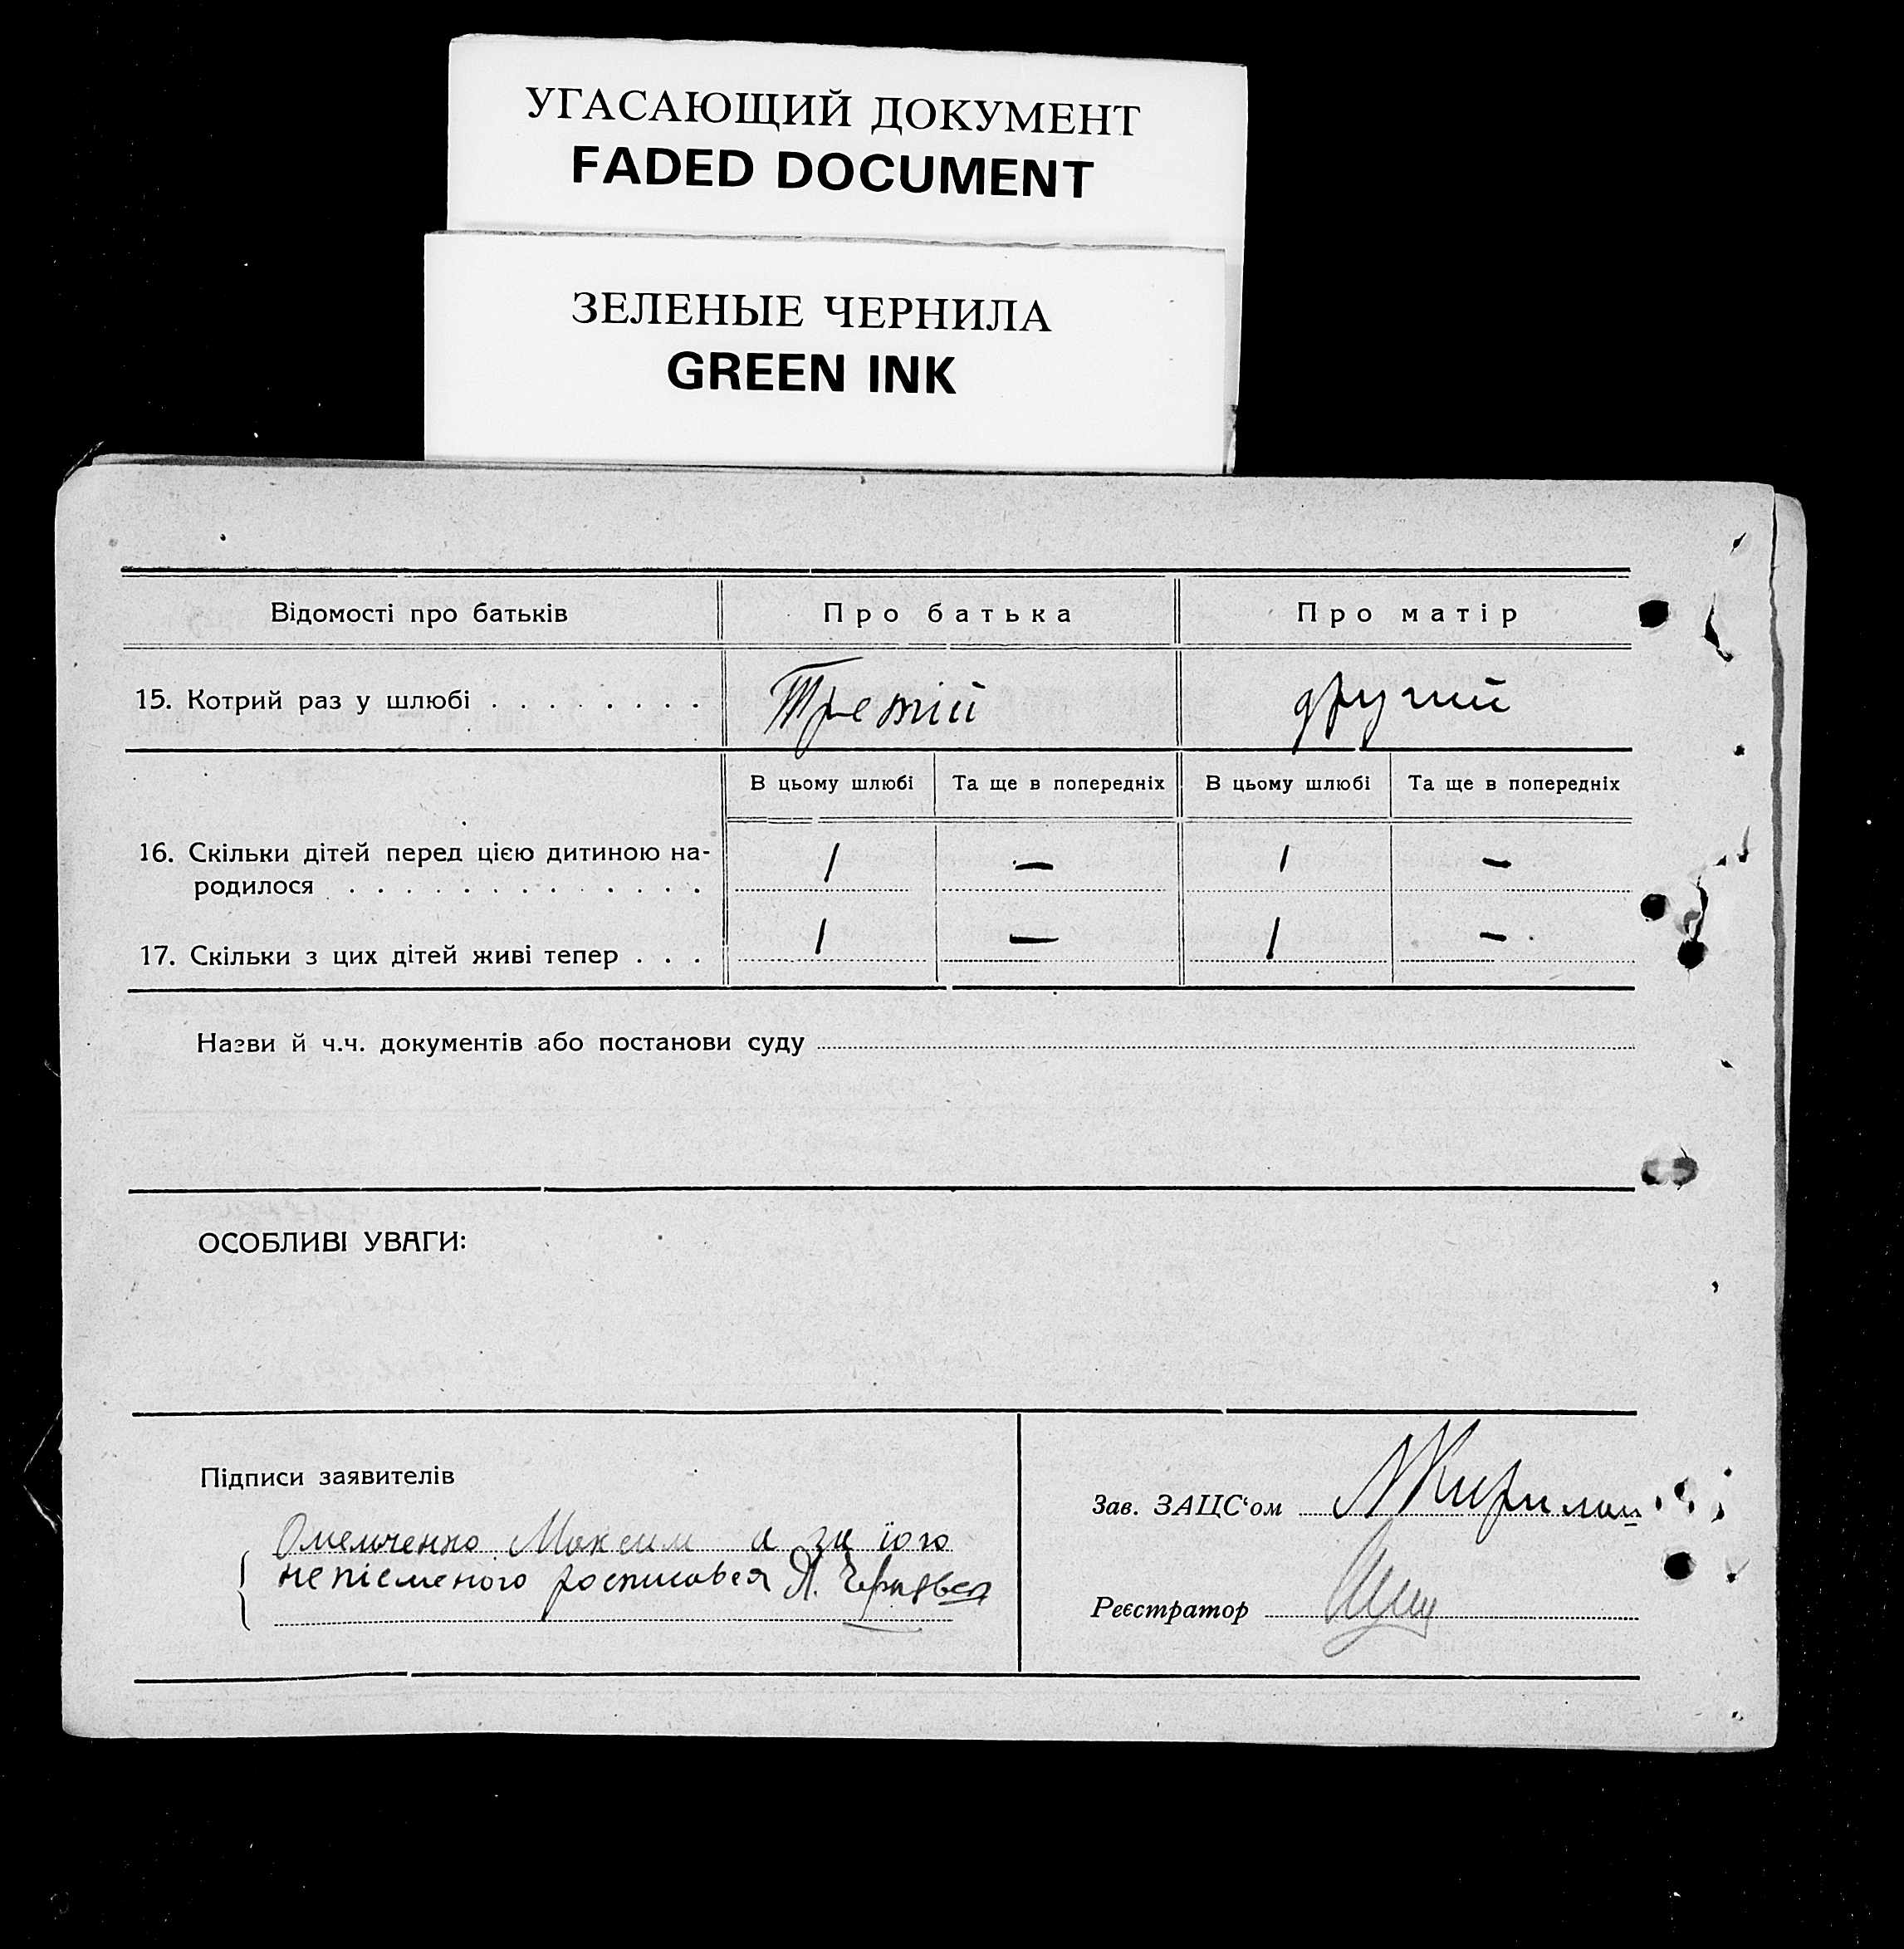 УГАСАЮЩИЙ ДОКУМЕНТ
FADED DOCUMENT
ЗЕЛЕНЫЕ ЧЕРНИЛА
GREEN INK
Відомості про батьків Про батька Про матір
15. Котрий раз у шлюбі . . . . . . . . Третій другий
В цьому шлюбі Та ще в попередніх В цьому шлюбі Та ще в попередніх
16. Скільки дітей перед цією дитиною на-
родилося . . . . . . . . . . . . . 1 — 1 —
17. Скільки з цих дітей живі тепер . . . 1 — 1 —
Назви й ч.ч. документів або постанови суду
ОСОБЛИВІ УВАГИ:
Підписи заявителів
Зав. ЗАЦС‘ом
Омемченко Максим а за його
непісменого росписовся Я.
Реєстратор